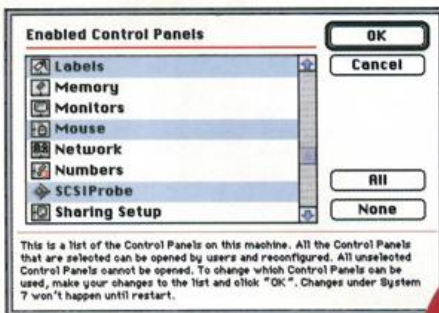 Enabled Control Panels
OK
Cancel
Labels
Memory
Monitors
Mouse
Network
Numbers
SCSIProbe
Sharing Setup
All
None
This is a list of the Control Panels on this machine. All the Control Panels
that are selected can be opened by users and reconfigured. All unselected
Control Panels cannot be opened. To change which Control Panels can be
used, make your changes to the list and click "OK". Changes under System
7 won't happen until restart.